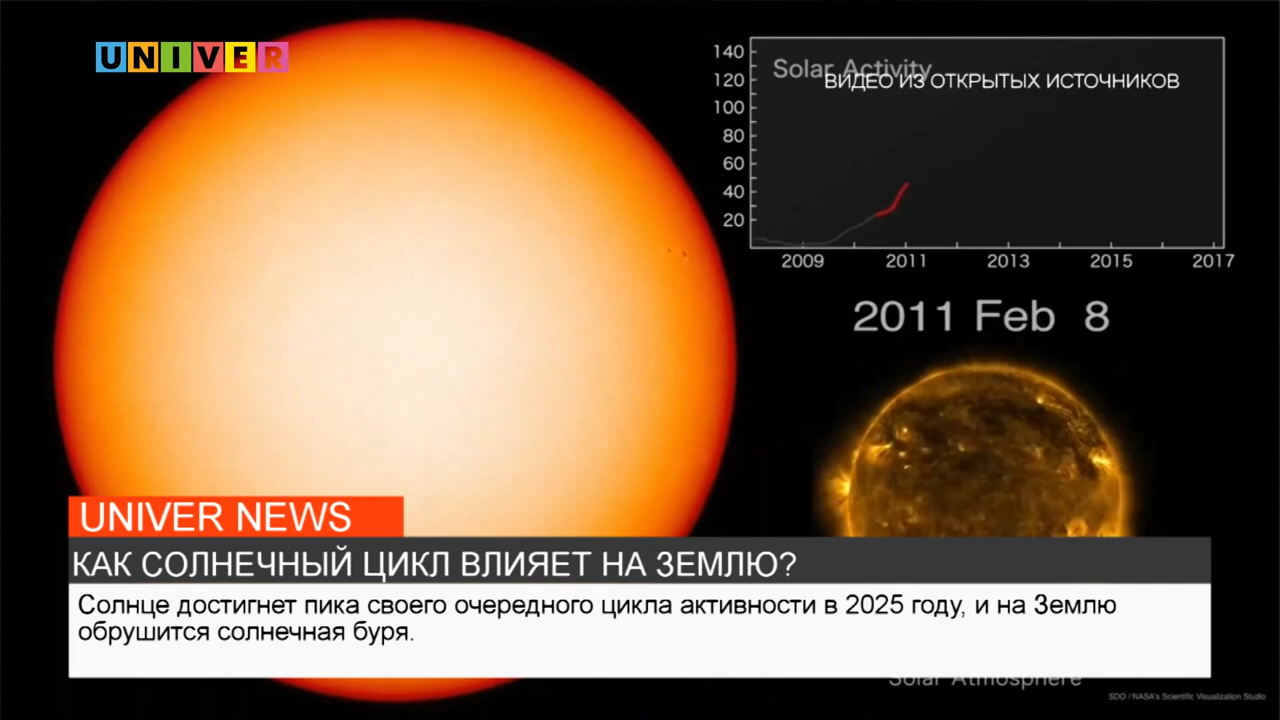 UNIVER
140
Solar Activity
120
ВИДЕО ИЗ ОТКРЫТЫХ ИСТОЧНИКОВ
100
80
60
40
20
2009 2011 2013 2015 2017
2011 Feb 8
UNIVER NEWS
КАК СОЛНЕЧНЫЙ ЦИКЛ ВЛИЯЕТ НА ЗЕМЛЮ?
Солнце достигнет пика своего очередного цикла активности в 2025 году, и на Землю
обрушится солнечная буря.
Solar Atmosphere
SDO / NASA's Scientific Visualization Studio